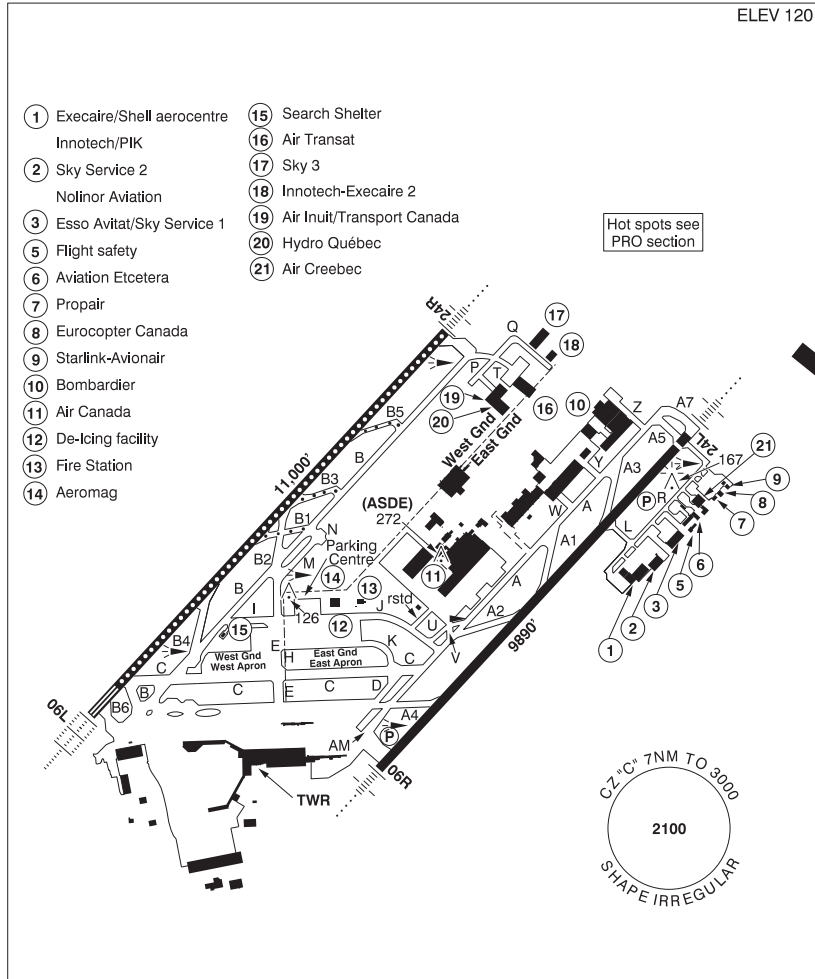 ELEV 120
1 Execaire/Shell aerocentre
Innotech/PIK
2 Sky Service 2
Nolinor Aviation
3 Esso Avitat/Sky Service 1
5 Flight safety
6 Aviation Etcetera
7 Propair
8 Eurocopter Canada
9 Starlink-Avionair
10 Bombardier
11 Air Canada
12 De-Icing facility
13 Fire Station
14 Aeromag
15 Search Shelter
16 Air Transat
17 Sky 3
18 Innotech-Execaire 2
19 Air Inuit/Transport Canada
20 Hydro Québec
21 Air Creebec
Hot spots see
PRO section
24R
Q
17
18
P
T
19
20
16
10
Z
A7
24L
B5
B
West Gnd
East Gnd
A5
21
11,000'
B3
Y
A3
167
9
8
7
(ASDE)
272
P
R
B1
N
W
A
L
A1
B2
Parking
Centre
M
14
13
11
6
5
3
2
1
B
I
126
rstd
J
A
A2
12
U
15
B4
K
V
9890'
E
H
West Gnd
West Apron
East Gnd
East Apron
C
C
B
C
E
C
D
B6
A4
P
06L
AM
06R
TWR
CZ "C" 7NM TO 3000
2100
SHAPE IRREGULAR